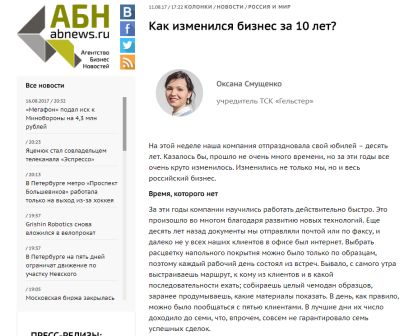 АБН
abnews.ru
Агентство
Бизнес
Новостей
Все новости
16.08.2017 / 20:32
«Мегафон» подал иск к
Минобороны на 4,3 млн
рублей
/ 20:23
Яценюк стал совладельцем
телеканала «Эспрессо»
/ 20:13
В Петербурге метро «Проспект
Большевиков» работала
только на выход из-за хоккея
/ 19:57
Grishin Robotics снова
вложился в велопрокат
/ 19:37
В Петербурге на пять дней
ограничат движение по
участку Невского
/ 19:05
Московская биржа закрылась
ПРЕСС-РЕЛИЗЫ:
11.08.17 / 17:22 КОЛОНКИ / НОВОСТИ / РОССИЯ И МИР
Как изменился бизнес за 10 лет?
Оксана Смущенко
учредитель ТСК «Гельстер»
На этой неделе наша компания отпраздновала свой юбилей – десять
лет. Казалось бы, прошло не очень много времени, но за эти годы все
очень круто изменилось. Изменились не только мы, но и весь
российский бизнес.
Время, которого нет
За эти годы компании научились работать действительно быстро. Это
произошло во многом благодаря развитию новых технологий. Еще
десять лет назад документы мы отправляли почтой или по факсу, и
далеко не у всех наших клиентов в офисе был интернет. Выбрать
расцветку напольного покрытия можно было только по образцам,
поэтому каждый рабочий день состоял из встреч. Бывало, с самого утра
выстраиваешь маршрут, к кому из клиентов и в какой
последовательности ехать; собираешь целый чемодан образцов,
заранее продумываешь, какие материалы показать. В день, как правило,
можно было пообщаться с пятью клиентами. В лучшие дни их число
доходило до семи, что, впрочем, совсем не гарантировало семь
успешных сделок.